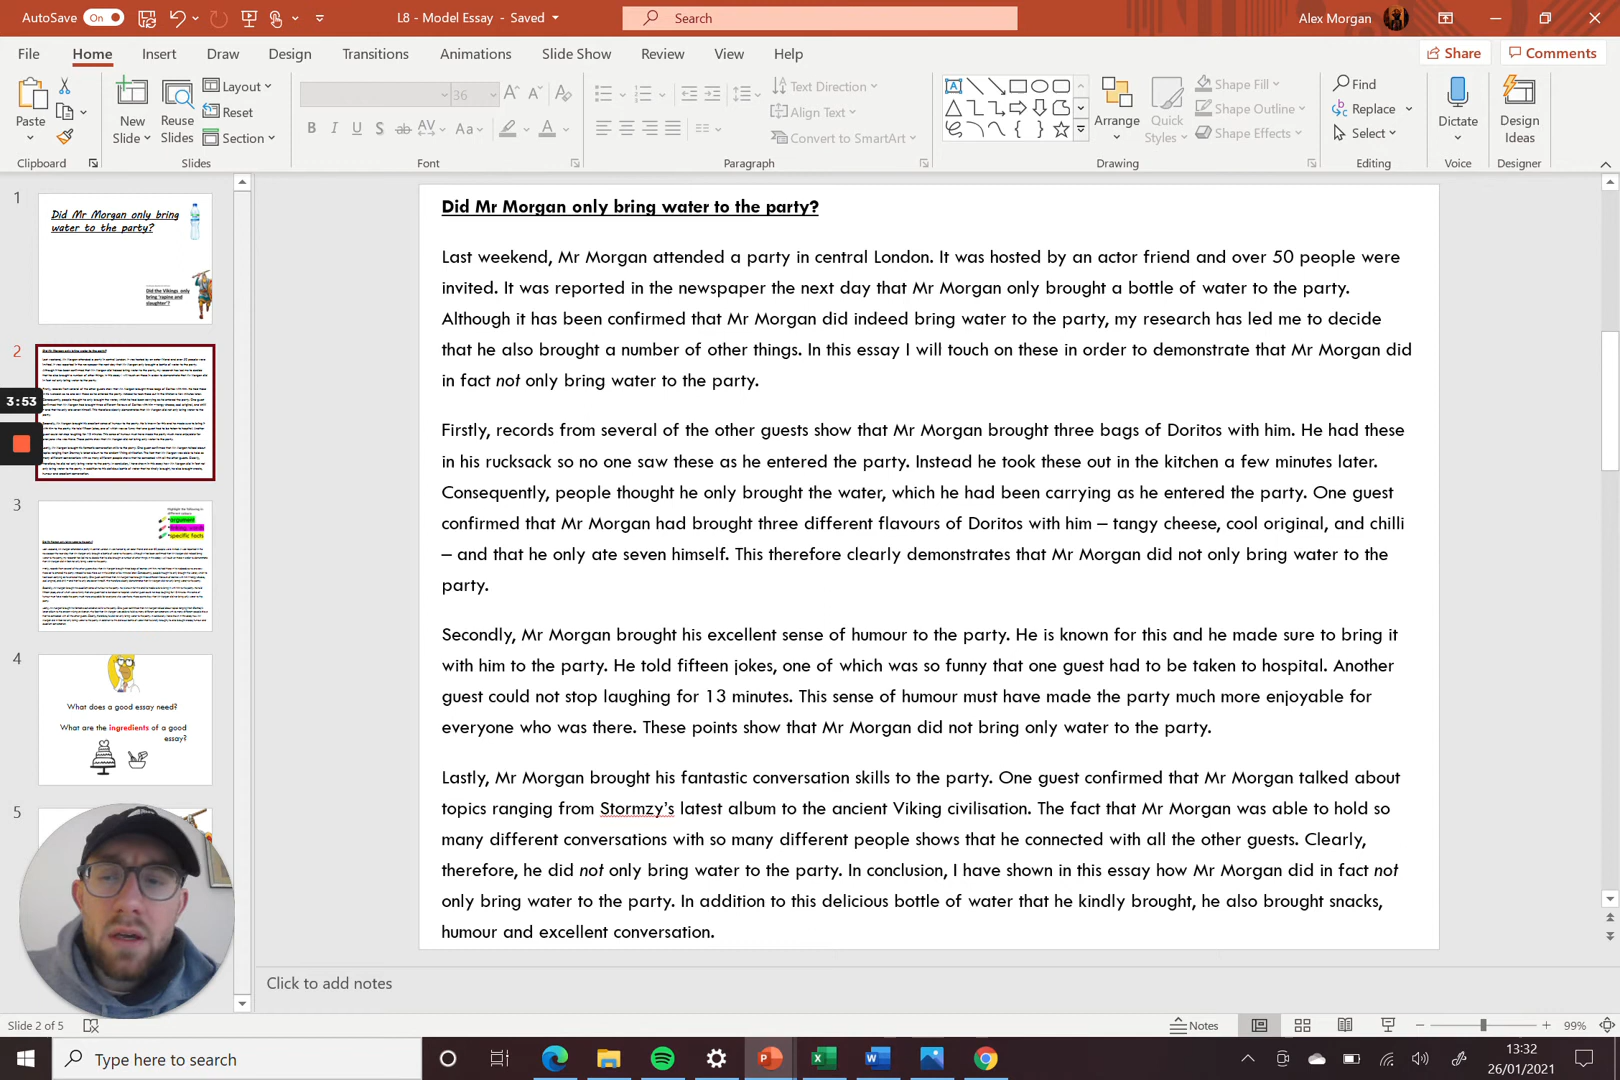 AutoSave On L8 - Model Essay - Saved Search Alex Morgan
File Home Insert Draw Design Transitions Animations Slide Show Review View Help Share Comments
Paste New Slide Reuse Slides Layout Reset Section 36 Text Direction Align Text Convert to SmartArt Arrange Quick Styles Shape Fill Shape Outline Shape Effects Find Replace Select Dictate Design Ideas
Clipboard Slides Font Paragraph Drawing Editing Voice Designer
1
Did Mr Morgan only bring
water to the party?
Did the Vikings only
bring 'rapine and
slaughter'?
2
3:53
3
argument
linking words
specific facts
4
What does a good essay need?
What are the ingredients of a good
essay?
5
Did Mr Morgan only bring water to the party?
Last weekend, Mr Morgan attended a party in central London. It was hosted by an actor friend and over 50 people were
invited. It was reported in the newspaper the next day that Mr Morgan only brought a bottle of water to the party.
Although it has been confirmed that Mr Morgan did indeed bring water to the party, my research has led me to decide
that he also brought a number of other things. In this essay I will touch on these in order to demonstrate that Mr Morgan did
in fact not only bring water to the party.
Firstly, records from several of the other guests show that Mr Morgan brought three bags of Doritos with him. He had these
in his rucksack so no one saw these as he entered the party. Instead he took these out in the kitchen a few minutes later.
Consequently, people thought he only brought the water, which he had been carrying as he entered the party. One guest
confirmed that Mr Morgan had brought three different flavours of Doritos with him – tangy cheese, cool original, and chilli
– and that he only ate seven himself. This therefore clearly demonstrates that Mr Morgan did not only bring water to the
party.
Secondly, Mr Morgan brought his excellent sense of humour to the party. He is known for this and he made sure to bring it
with him to the party. He told fifteen jokes, one of which was so funny that one guest had to be taken to hospital. Another
guest could not stop laughing for 13 minutes. This sense of humour must have made the party much more enjoyable for
everyone who was there. These points show that Mr Morgan did not bring only water to the party.
Lastly, Mr Morgan brought his fantastic conversation skills to the party. One guest confirmed that Mr Morgan talked about
topics ranging from Stormzy's latest album to the ancient Viking civilisation. The fact that Mr Morgan was able to hold so
many different conversations with so many different people shows that he connected with all the other guests. Clearly,
therefore, he did not only bring water to the party. In conclusion, I have shown in this essay how Mr Morgan did in fact not
only bring water to the party. In addition to this delicious bottle of water that he kindly brought, he also brought snacks,
humour and excellent conversation.
Click to add notes
Slide 2 of 5 Notes 99%
Type here to search 13:32
26/01/2021